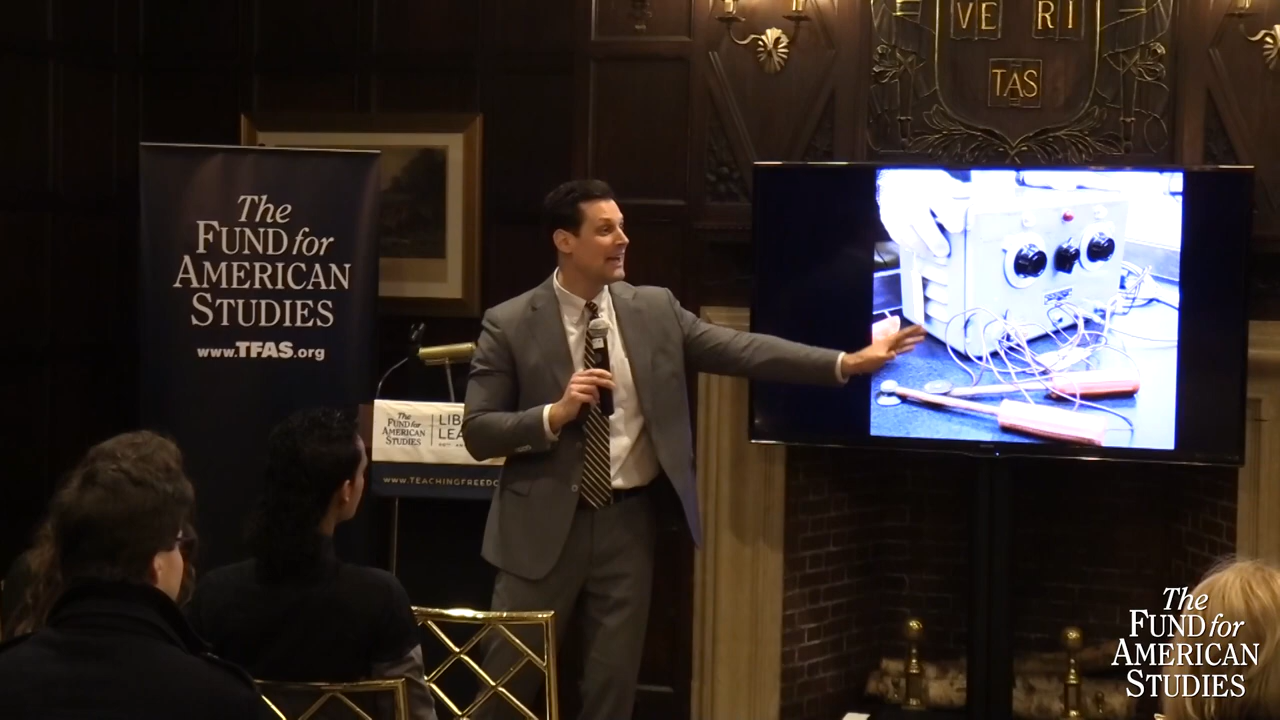 VE RI
TAS
The
FUND for
AMERICAN
STUDIES
www.TFAS.org
The
FUND for
AMERICAN
STUDIES
WWW.TEACHINGFREEDO
The
FUND for
AMERICAN
STUDIES